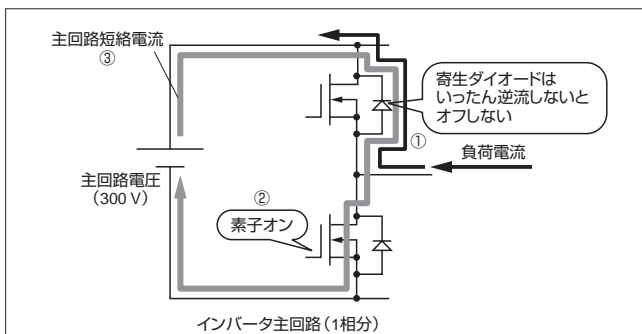 主回路短絡電流
③
寄生ダイオードは
いったん逆流しないと
オフしない
①
負荷電流
主回路電圧
（300 V）
②
素子オン
インバータ主回路（1相分）